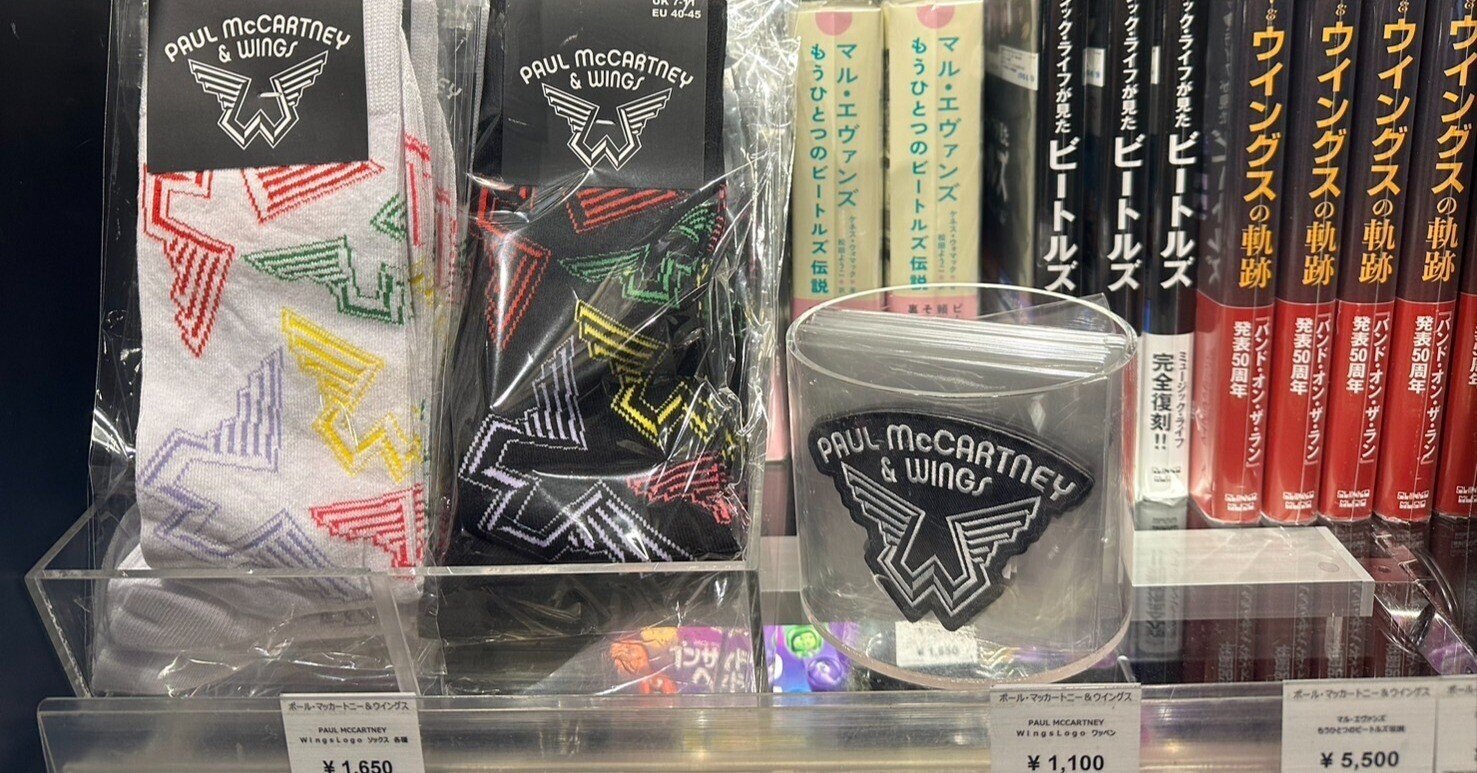 PAUL McCARTNEY
& WINGS
PAUL McCARTNEY
& WINGS
EU 40-45
マル・エヴァンズ
もうひとつのビートルズ伝説
マル・エヴァンズ
もうひとつのビートルズ伝説
ク・ライフが見た ビートルズ
ク・ライフが見た ビートルズ
ク・ライフが見た ビートルズ
ミュージック・ライフ
完全復刻!!
ウイングスの軌跡
「バンド・オン・ザ・ラン」
発表50周年
ウイングスの軌跡
「バンド・オン・ザ・ラン」
発表50周年
ウイングスの軌跡
「バンド・オン・ザ・ラン」
発表50周年
ウイングスの軌跡
「バンド・オン・ザ・ラン」
発表50周年
PAUL McCARTNEY
& WINGS
ポール・マッカートニー&ウイングス
PAUL MCCARTNEY
WingsLogo ソックス 各種
¥1,650
ポール・マッカートニー&ウイングス
PAUL MCCARTNEY
WingsLogo ワッペン
¥1,100
ポール・マッカートニー&ウイングス
マル・エヴァンズ
もうひとつのビートルズ伝説
¥5,500